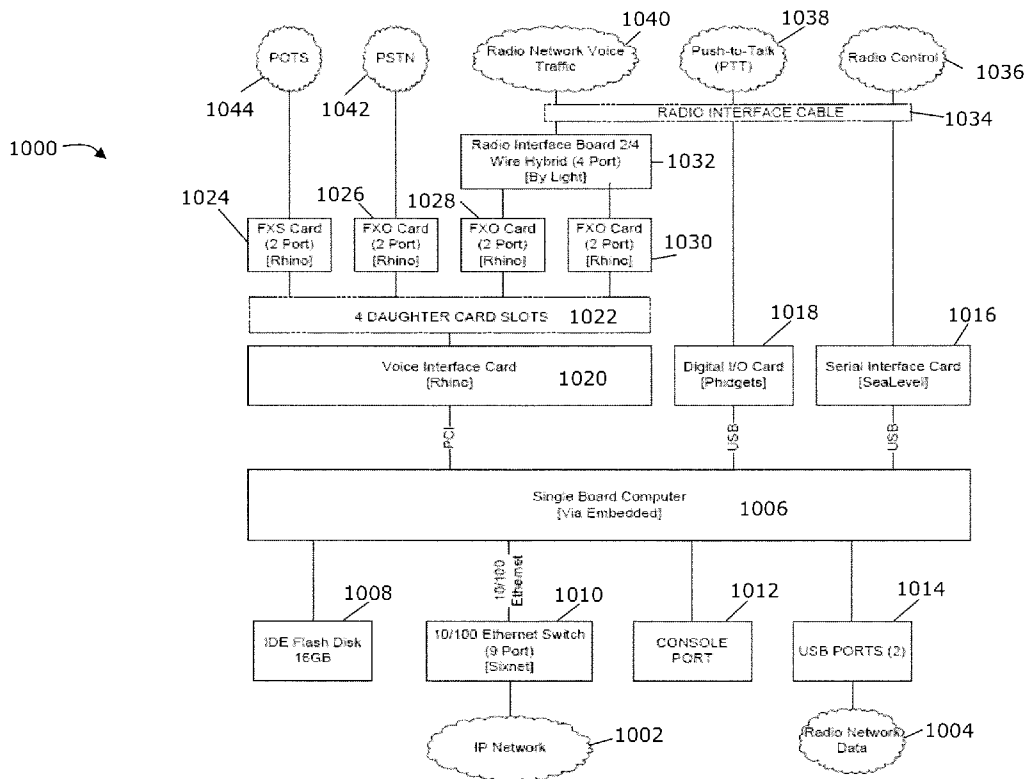 1040
1038
POTS
PSTN
Radio Network Voice
Traffic
Push-to-Talk
(PTT)
Radio Control
1036
1044
1042
RADIO INTERFACE CABLE
1034
1000
Radio Interface Board 2/4
Wire Hybrid (4 Port)
[By Light]
1032
1024
1026
1028
FXS Card
(2 Port)
[Rhino]
FXO Card
(2 Port)
[Rhino]
FXO Card
(2 Port)
[Rhino]
FXO Card
(2 Port)
[Rhino]
1030
4 DAUGHTER CARD SLOTS 1022
1018
1016
Voice Interface Card
[Rhino]
1020
Digital I/O Card
[Phidgets]
Serial Interface Card
[SeaLevel]
PCI
USB
USB
Single Board Computer
[Via Embedded]
1006
10/100
Ethernet
1008
1010
1012
1014
IDE Flash Disk
16GB
10/100 Ethernet Switch
(9 Port)
[Sixnet]
CONSOLE
PORT
USB PORTS (2)
IP Network
1002
Radio Network
Data
1004